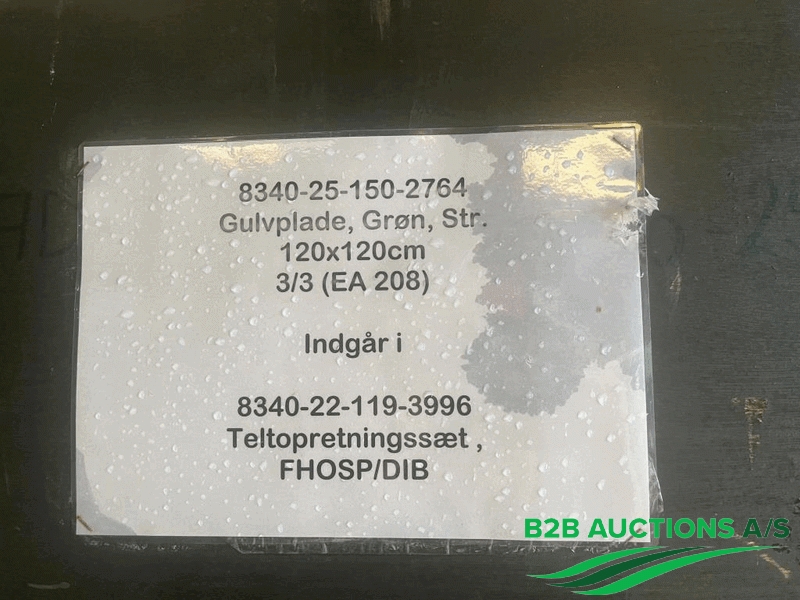 8340-25-150-2764
Gulvplade, Grøn, Str.
120x120cm
3/3 (EA 208)
Indgår i
8340-22-119-3996
Teltopretningssæt ,
FHOSP/DIB
B2B AUCTIONS A/S